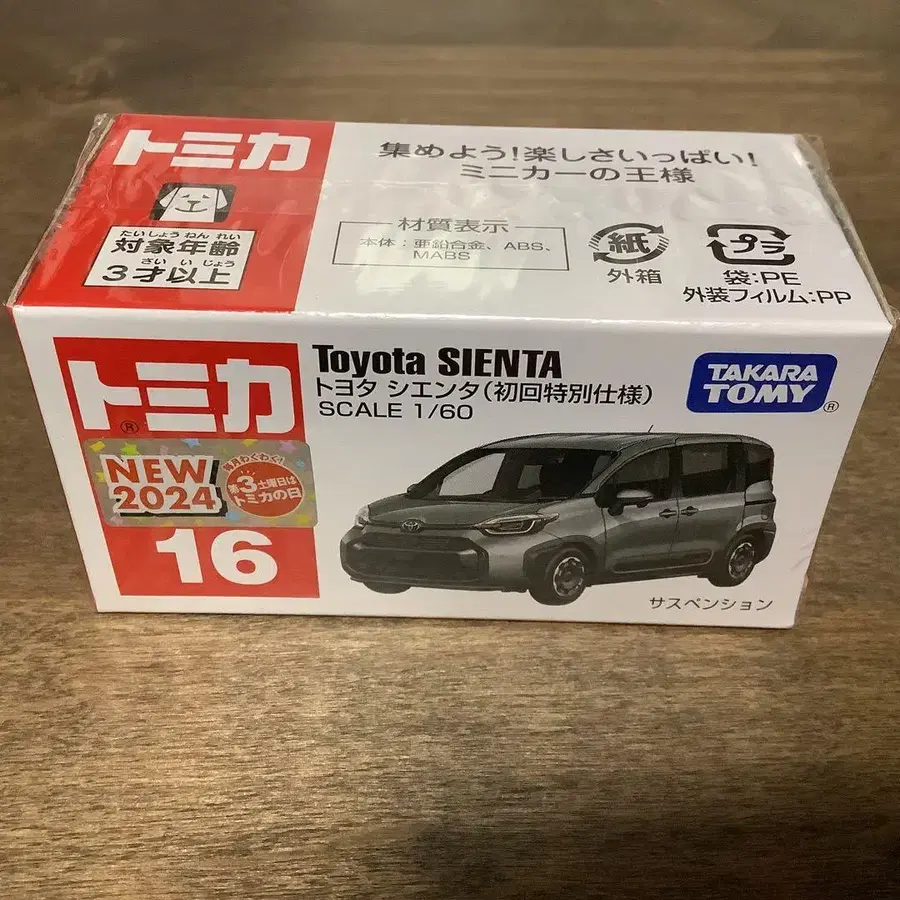 トミカ
集めよう!楽しさいっぱい!
ミニカーの王様
たいしょう ねん れい
対象年齢
さい い じょう
3才以上
材質表示
本体:亜鉛合金、ABS、
MABS
紙
外箱
プラ
袋:PE
外装フィルム:PP
トミカ®
Toyota SIENTA
トヨタ シエンタ(初回特別仕様)
SCALE 1/60
TAKARA
TOMY®
NEW
2024
毎月わくわく!
第3土曜日は
トミカの日
16
サスペンション